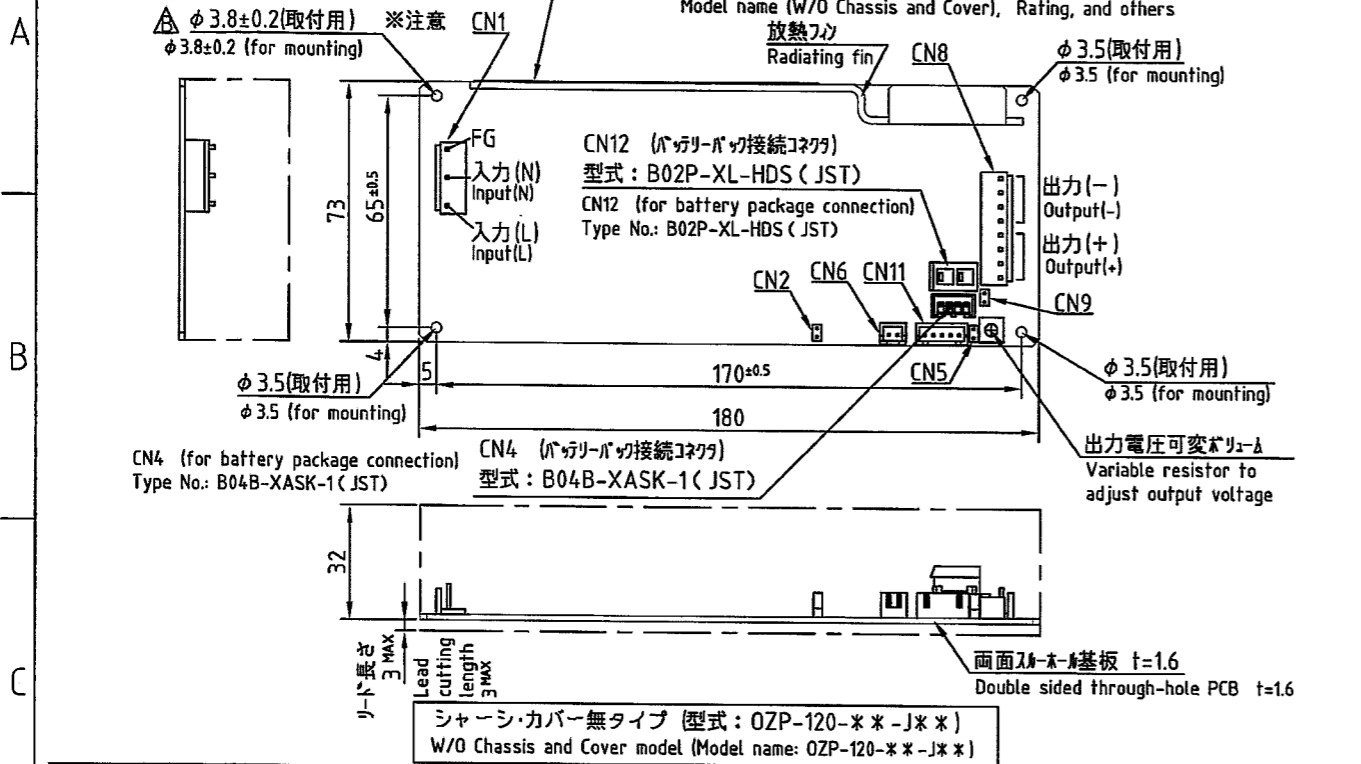 A
Model name (W/O Chassis and Cover), Rating, and others
B φ3.8±0.2(取付用) ※注意 CN1
φ3.8±0.2 (for mounting)
放熱フィン
Radiating fin
CN8
φ3.5(取付用)
φ3.5 (for mounting)
FG
入力(N)
Input(N)
入力(L)
Input(L)
CN12 (バッテリーパック接続コネクタ)
型式:B02P-XL-HDS(JST)
CN12 (for battery package connection)
Type No.: B02P-XL-HDS(JST)
出力(-)
Output(-)
出力(+)
Output(+)
73
65±0.5
B
CN2
CN6
CN11
CN9
4
5
170±0.5
CN5
180
φ3.5(取付用)
φ3.5 (for mounting)
φ3.5(取付用)
φ3.5 (for mounting)
CN4 (for battery package connection)
Type No.: B04B-XASK-1(JST)
CN4 (バッテリーパック接続コネクタ)
型式:B04B-XASK-1(JST)
出力電圧可変ボリューム
Variable resistor to
adjust output voltage
C
32
リード長さ
3 MAX
Lead
cutting
length
3 MAX
両面スルーホール基板 t=1.6
Double sided through-hole PCB t=1.6
シャーシ・カバー無タイプ (型式:OZP-120-**-J**)
W/O Chassis and Cover model (Model name: OZP-120-**-J**)